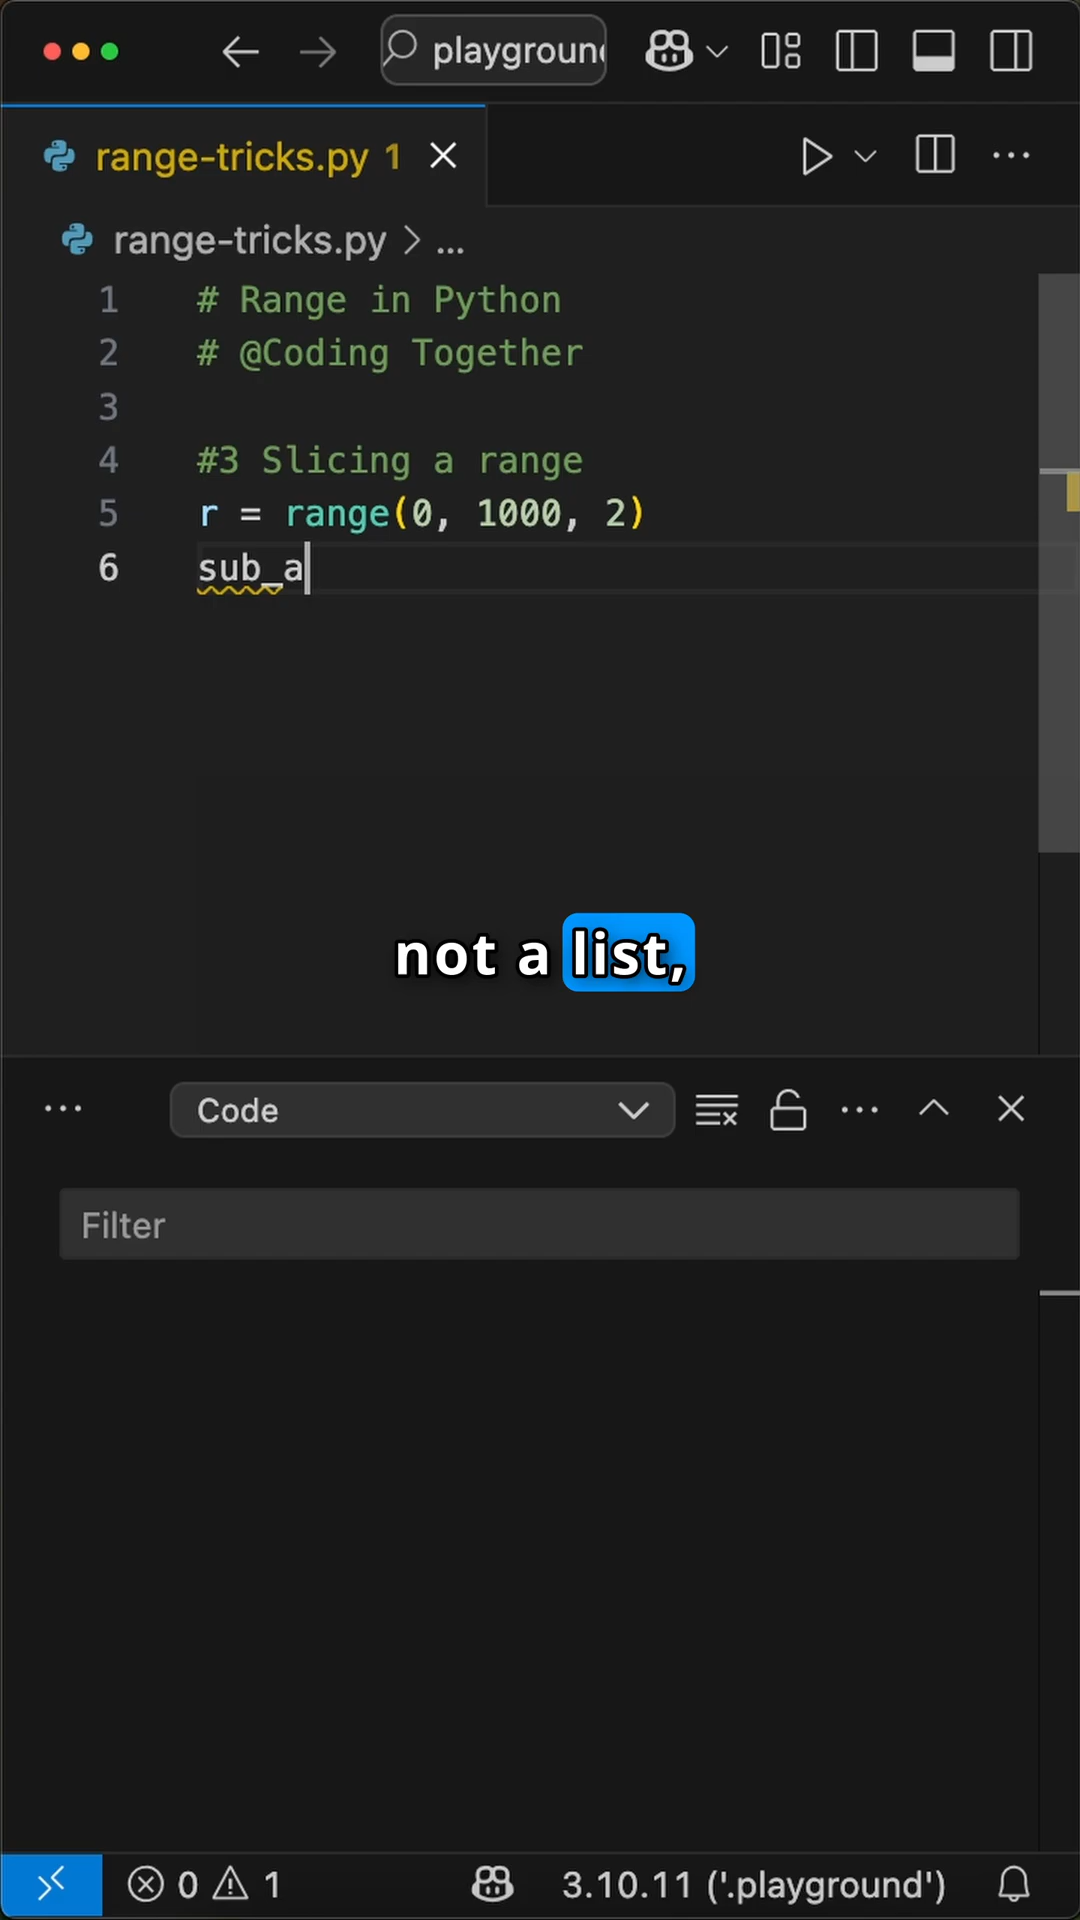 playground
range-tricks.py 1
range-tricks.py > ...
1 # Range in Python
2 # @Coding Together
3
4 #3 Slicing a range
5 r = range(0, 1000, 2)
6 sub_a
not a list,
Code
Filter
0 1 3.10.11 ('.playground')